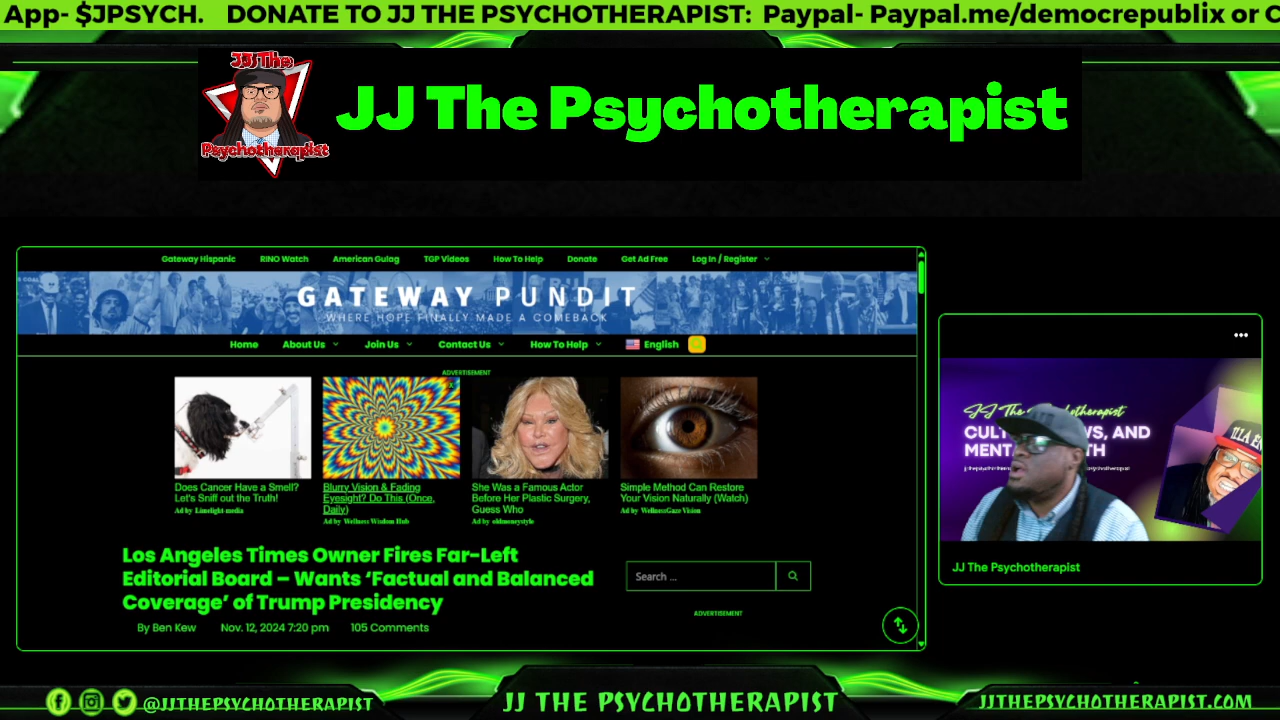 App- $JPSYCH. DONATE TO JJ THE PSYCHOTHERAPIST: Paypal- Paypal.me/democrepublix or C
JJ The
Psychotherapist
JJ The Psychotherapist
Gateway Hispanic RINO Watch American Gulag TGP Videos How To Help Donate Get Ad Free Log In / Register
GATEWAY PUNDIT
WHERE HOPE FINALLY MADE A COMEBACK
Home About Us Join Us Contact Us How To Help English
ADVERTISEMENT
Does Cancer Have a Smell?
Let's Sniff out the Truth!
Ad by Limelight-media
Blurry Vision & Fading
Eyesight? Do This (Once,
Daily)
Ad by Wellness Wisdom Hub
She Was a Famous Actor
Before Her Plastic Surgery,
Guess Who
Ad by oldmoneystyle
Simple Method Can Restore
Your Vision Naturally (Watch)
Ad by WellnessGaze Vision
Los Angeles Times Owner Fires Far-Left
Editorial Board – Wants ‘Factual and Balanced
Coverage’ of Trump Presidency
By Ben Kew Nov. 12, 2024 7:20 pm 105 Comments
Search ...
ADVERTISEMENT
JJ The
CULT WS, AND
MENT TH
ILLA
JJ The Psychotherapist
@JJTHEPSYCHOTHERAPIST
JJ THE PSYCHOTHERAPIST
JJTHEPSYCHOTHERAPIST.COM